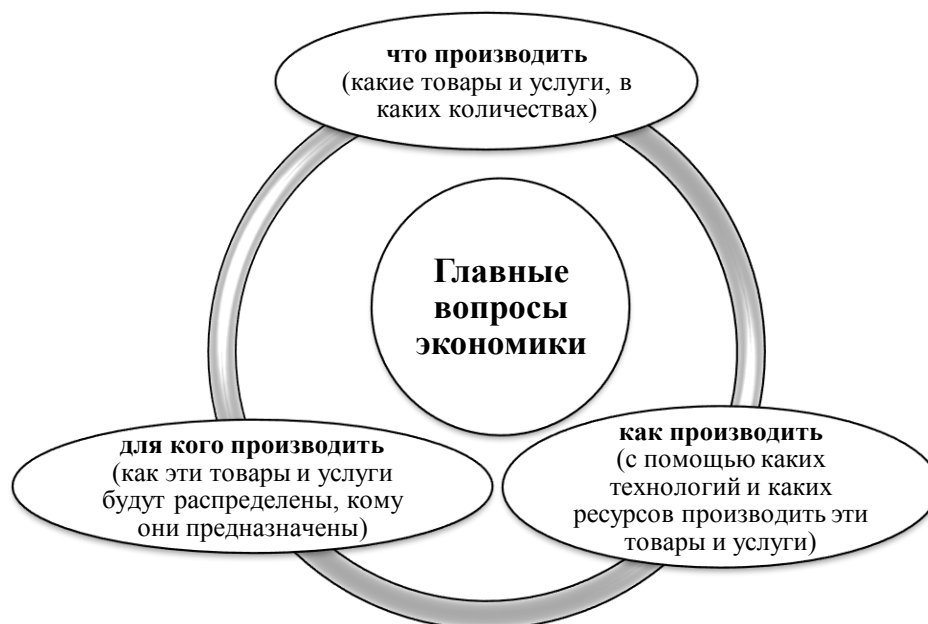 что производить
(какие товары и услуги, в
каких количествах)
Главные
вопросы
экономики
для кого производить
(как эти товары и услуги
будут распределены, кому
они предназначены)
как производить
(с помощью каких
технологий и каких
ресурсов производить эти
товары и услуги)